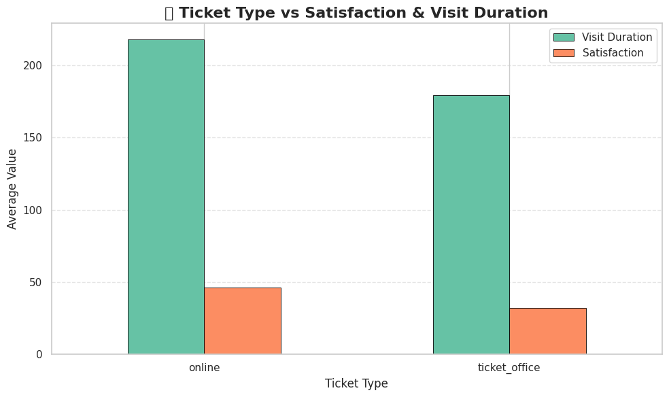 Ticket Type vs Satisfaction & Visit Duration
Visit Duration
Satisfaction
Average Value
200
150
100
50
0
online
ticket_office
Ticket Type